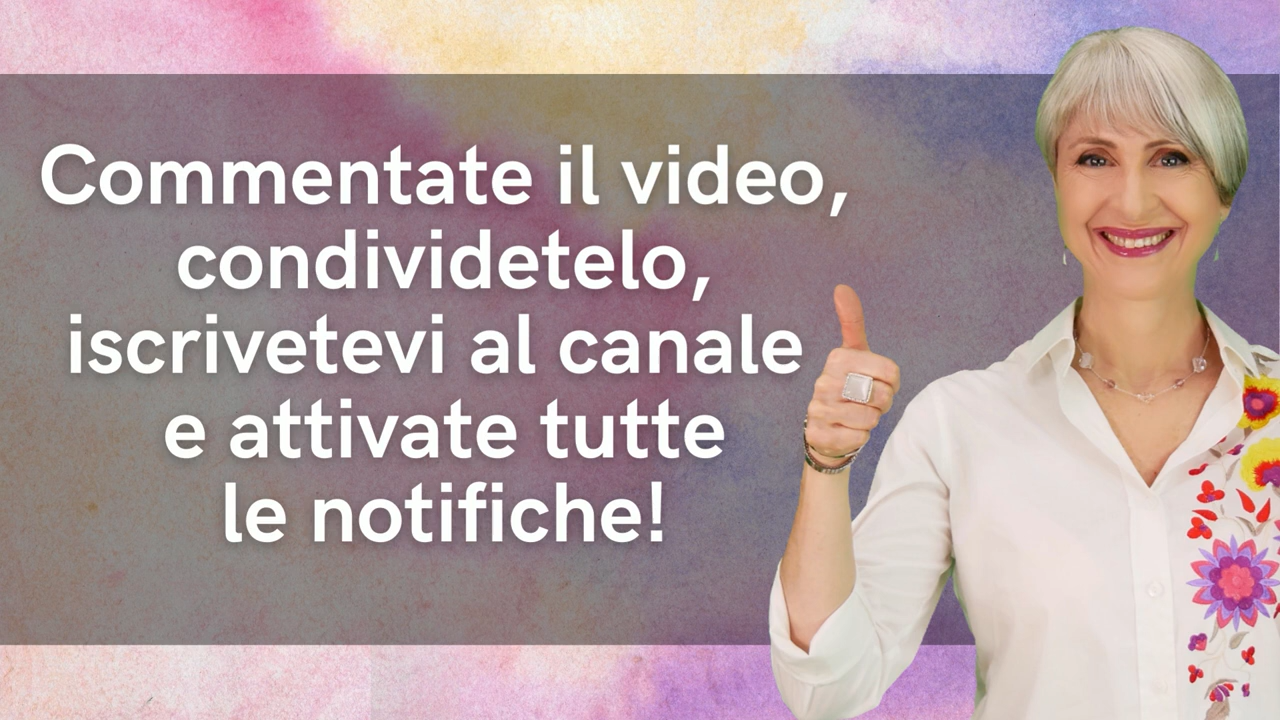 Commentate il video,
condividetelo,
iscrivetevi al canale
e attivate tutte
le notifiche!